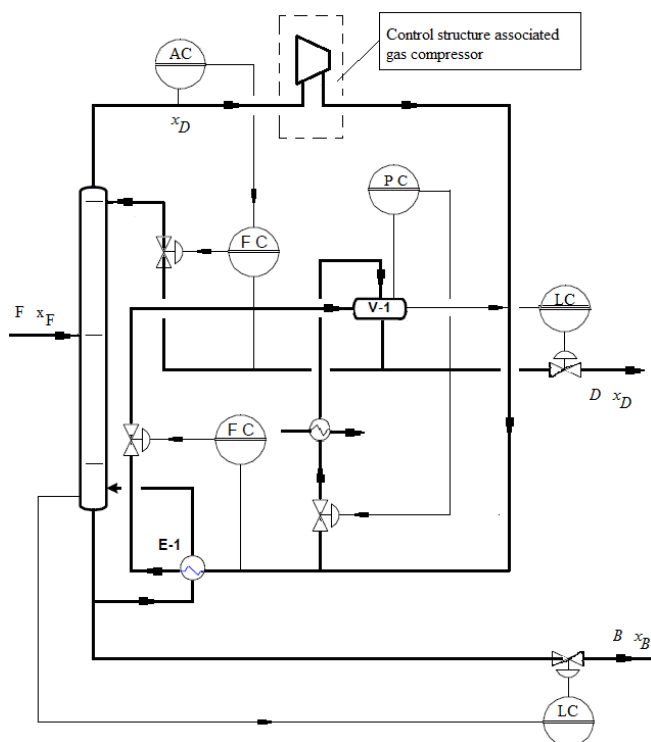 Control structure associated
gas compressor
AC
x_D
P C
F C
LC
V-1
F x_F
D x_D
F C
E-1
B x_B
LC